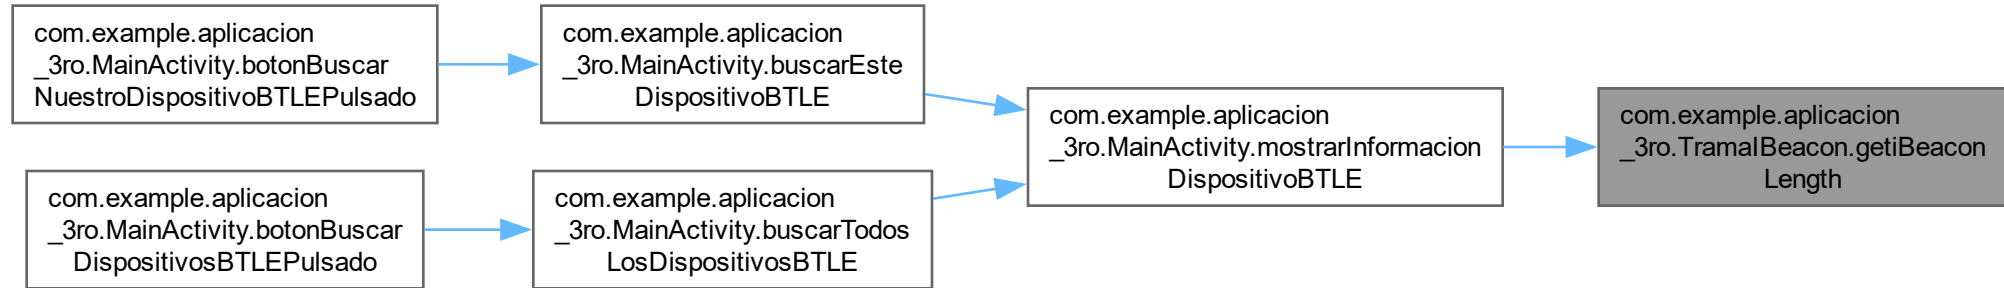 com.example.aplicacion
_3ro.MainActivity.botonBuscar
NuestroDispositivoBTLEPulsado
com.example.aplicacion
_3ro.MainActivity.buscarEste
DispositivoBTLE
com.example.aplicacion
_3ro.MainActivity.mostrarInformacion
DispositivoBTLE
com.example.aplicacion
_3ro.TramaIBeacon.getiBeacon
Length
com.example.aplicacion
_3ro.MainActivity.botonBuscar
DispositivosBTLEPulsado
com.example.aplicacion
_3ro.MainActivity.buscarTodos
LosDispositivosBTLE